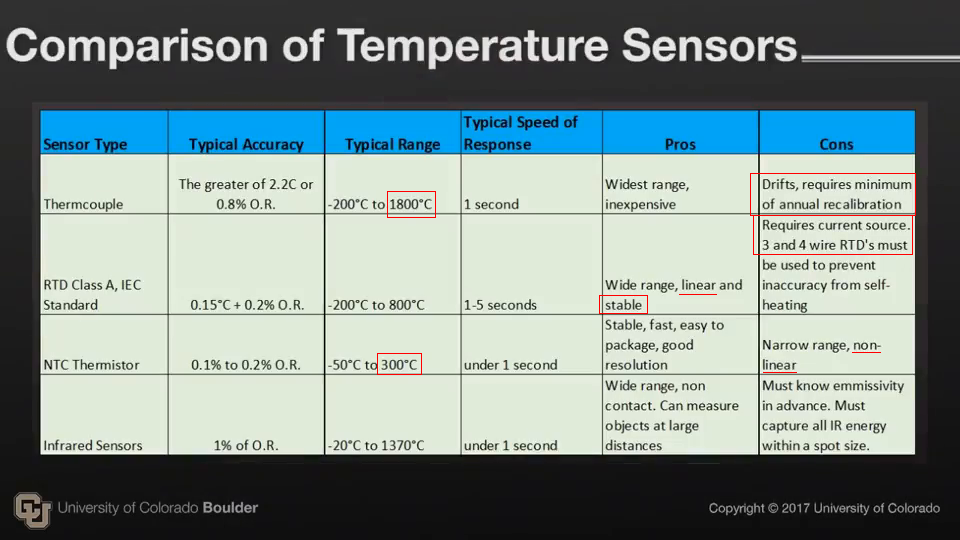 Comparison of Temperature Sensors
Sensor Type
Typical Accuracy
Typical Range
Typical Speed of
Response
Pros
Cons
Thermcouple
The greater of 2.2C or
0.8% O.R.
-200°C to 1800°C
1 second
Widest range,
inexpensive
Drifts, requires minimum
of annual recalibration
RTD Class A, IEC
Standard
0.15°C + 0.2% O.R.
-200°C to 800°C
1-5 seconds
Wide range, linear and
stable
Requires current source.
3 and 4 wire RTD's must
be used to prevent
inaccuracy from self-
heating
NTC Thermistor
0.1% to 0.2% O.R.
-50°C to 300°C
under 1 second
Stable, fast, easy to
package, good
resolution
Narrow range, non-
linear
Infrared Sensors
1% of O.R.
-20°C to 1370°C
under 1 second
Wide range, non
contact. Can measure
objects at large
distances
Must know emmissivity
in advance. Must
capture all IR energy
within a spot size.
CU
University of Colorado Boulder
Copyright © 2017 University of Colorado